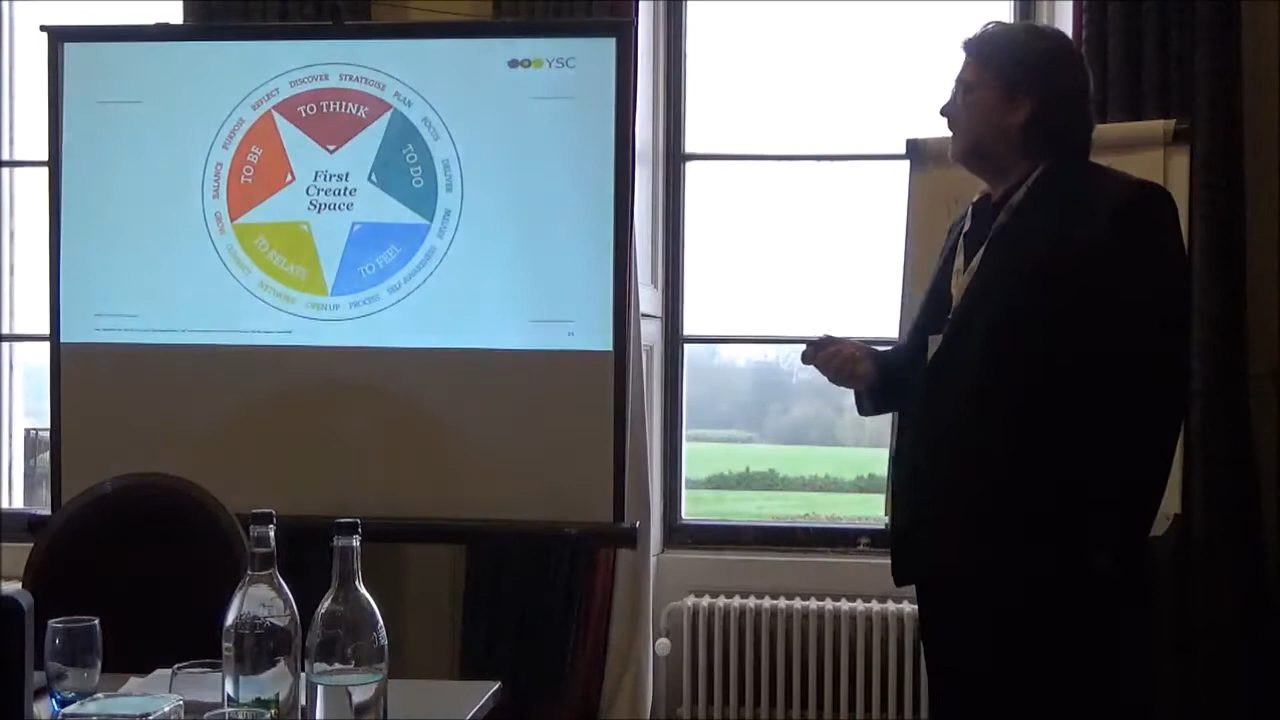 YSC
REFLECT DISCOVER STRATEGISE PLAN FOCUS DELIVER
SELF AWARENESS PROCESS OPEN UP NETWORK CONNECT GROW BALANCE PURPOSE
TO THINK
TO BE
TO DO
TO RELATE
TO FEEL
First
Create
Space